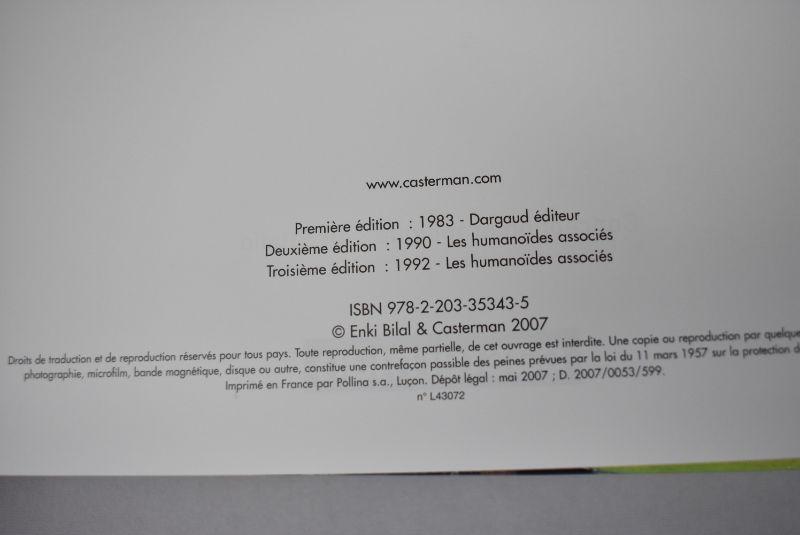 www.casterman.com
Première édition : 1983 - Dargaud éditeur
Deuxième édition : 1990 - Les humanoïdes associés
Troisième édition : 1992 - Les humanoïdes associés
ISBN 978-2-203-35343-5
© Enki Bilal & Casterman 2007
Droits de traduction et de reproduction réservés pour tous pays. Toute reproduction, même partielle, de cet ouvrage est interdite. Une copie ou reproduction par quelque
photographie, microfilm, bande magnétique, disque ou autre, constitue une contrefaçon passible des peines prévues par la loi du 11 mars 1957 sur la protection
Imprimé en France par Pollina s.a., Luçon. Dépôt légal : mai 2007 ; D. 2007/0053/599.
n° L43072